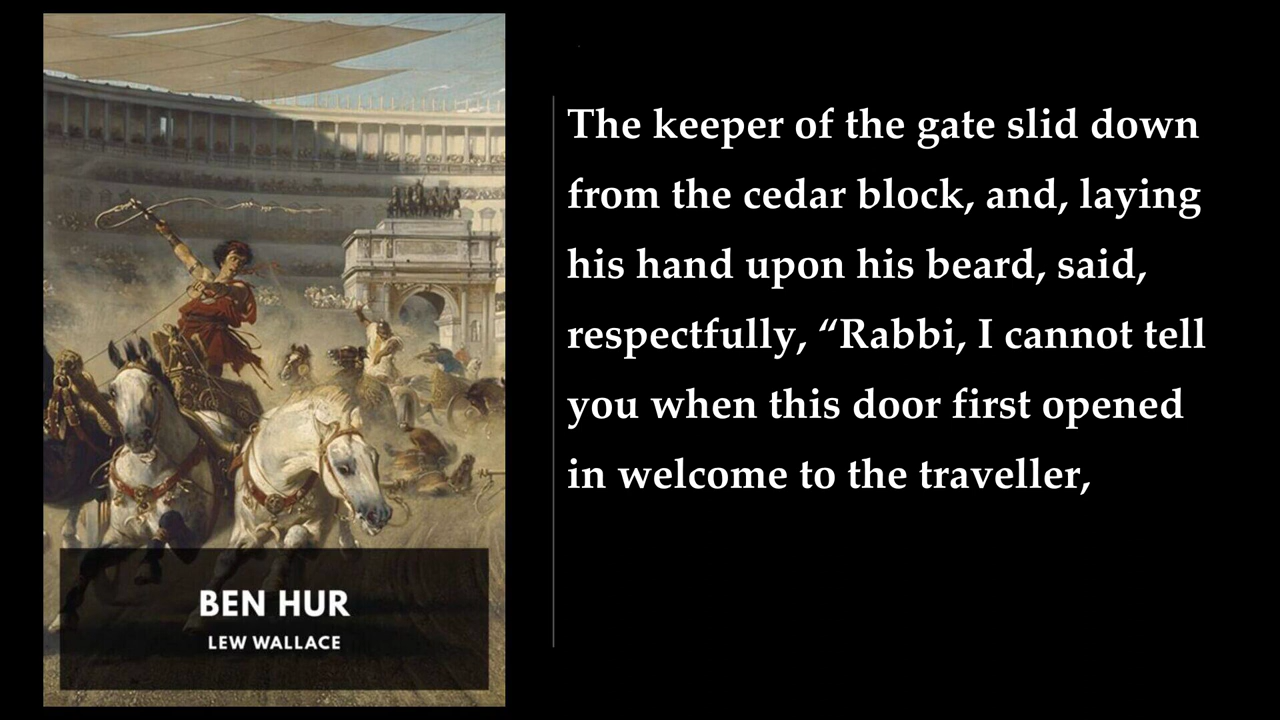 BEN HUR
LEW WALLACE
The keeper of the gate slid down
from the cedar block, and, laying
his hand upon his beard, said,
respectfully, “Rabbi, I cannot tell
you when this door first opened
in welcome to the traveller,